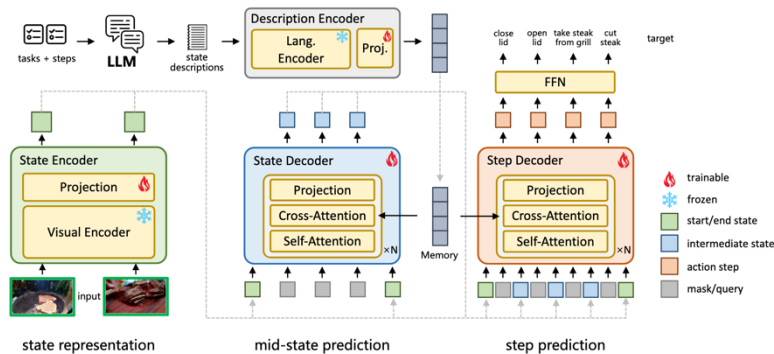 tasks + steps
LLM
state
descriptions
Description Encoder
Lang.
Encoder
Proj.
close
lid
open
lid
take steak
from grill
cut
steak
target
FFN
State Encoder
Projection
Visual Encoder
input
State Decoder
Projection
Cross-Attention
Self-Attention
×N
Memory
Step Decoder
Projection
Cross-Attention
Self-Attention
×N
trainable
frozen
start/end state
intermediate state
action step
mask/query
state representation
mid-state prediction
step prediction